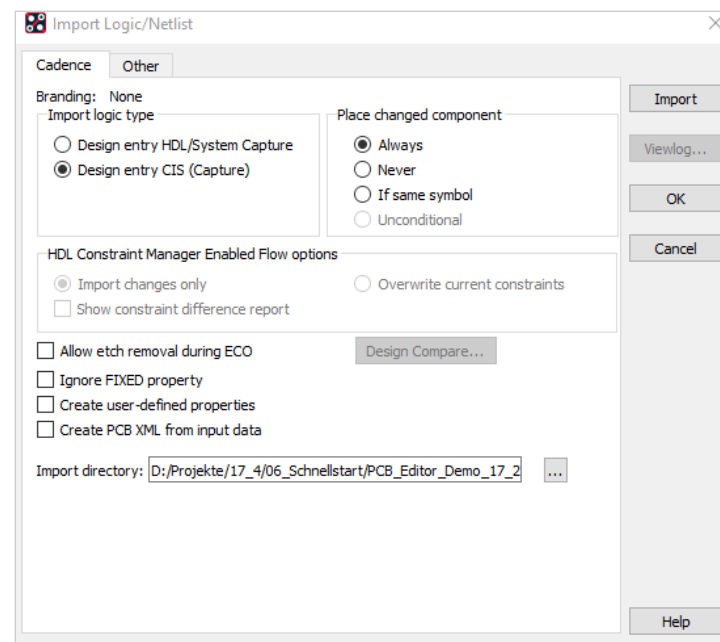 Import Logic/Netlist
Cadence Other
Branding: None
Import logic type
Design entry HDL/System Capture
Design entry CIS (Capture)
Place changed component
Always
Never
If same symbol
Unconditional
HDL Constraint Manager Enabled Flow options
Import changes only
Overwrite current constraints
Show constraint difference report
Allow etch removal during ECO
Design Compare...
Ignore FIXED property
Create user-defined properties
Create PCB XML from input data
Import directory: D:/Projekte/17_4/06_Schnellstart/PCB_Editor_Demo_17_2 ...
Import
Viewlog...
OK
Cancel
Help